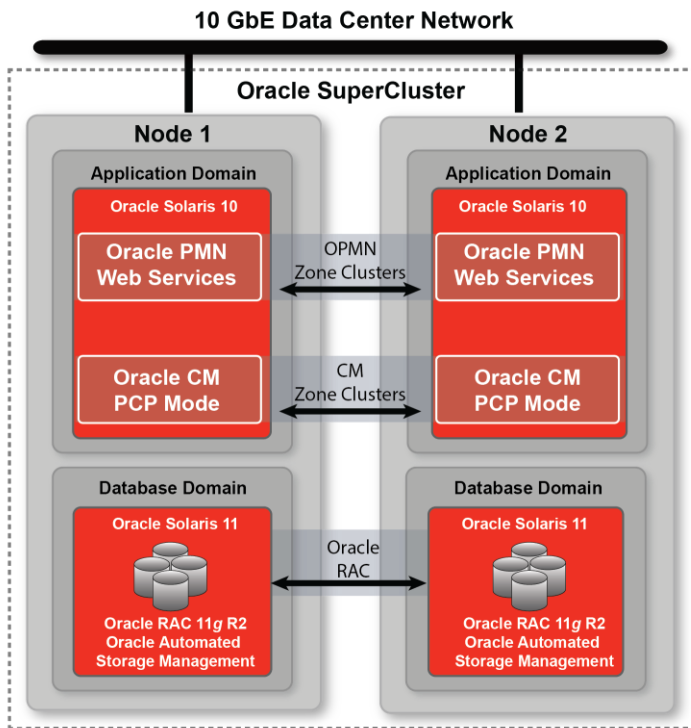 10 GbE Data Center Network
Oracle SuperCluster
Node 1
Application Domain
Oracle Solaris 10
Oracle PMN
Web Services
Oracle CM
PCP Mode
Database Domain
Oracle Solaris 11
Oracle RAC 11g R2
Oracle Automated
Storage Management
OPMN
Zone Clusters
CM
Zone Clusters
Oracle
RAC
Node 2
Application Domain
Oracle Solaris 10
Oracle PMN
Web Services
Oracle CM
PCP Mode
Database Domain
Oracle Solaris 11
Oracle RAC 11g R2
Oracle Automated
Storage Management